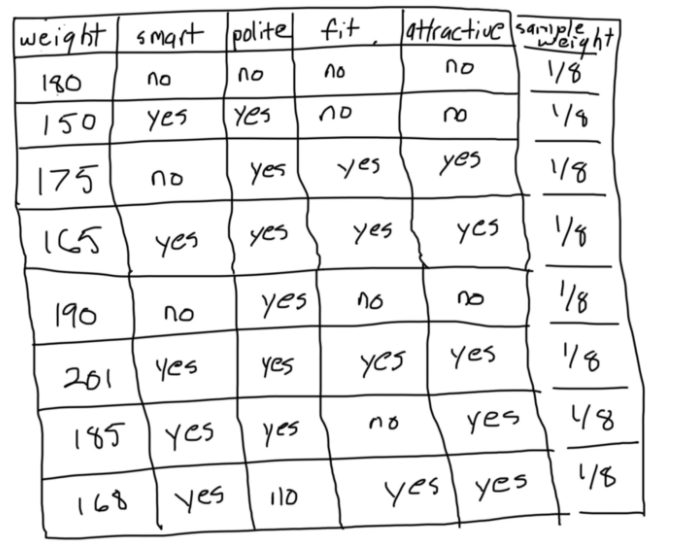 weight smart polite fit. attractive sample weight
180 no no no no 1/8
150 yes yes no no 1/8
175 no yes yes yes 1/8
165 yes yes yes yes 1/8
190 no yes no no 1/8
201 yes yes yes yes 1/8
185 yes yes no yes 1/8
168 yes no yes yes 1/8